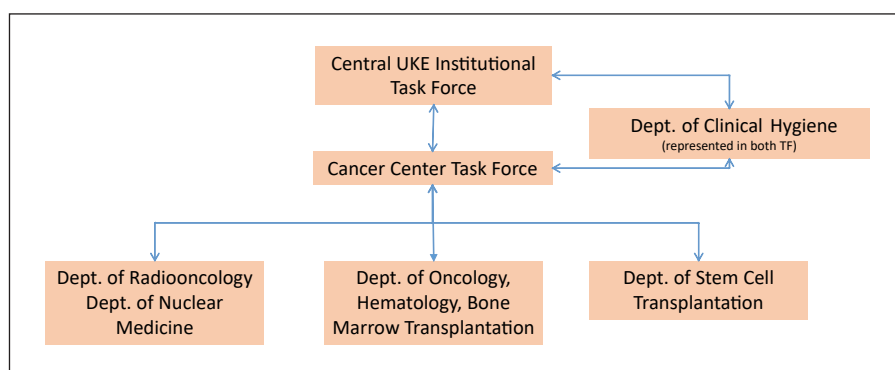 Central UKE Institutional
Task Force
Dept. of Clinical Hygiene
(represented in both TF)
Cancer Center Task Force
Dept. of Radiooncology
Dept. of Nuclear
Medicine
Dept. of Oncology,
Hematology, Bone
Marrow Transplantation
Dept. of Stem Cell
Transplantation